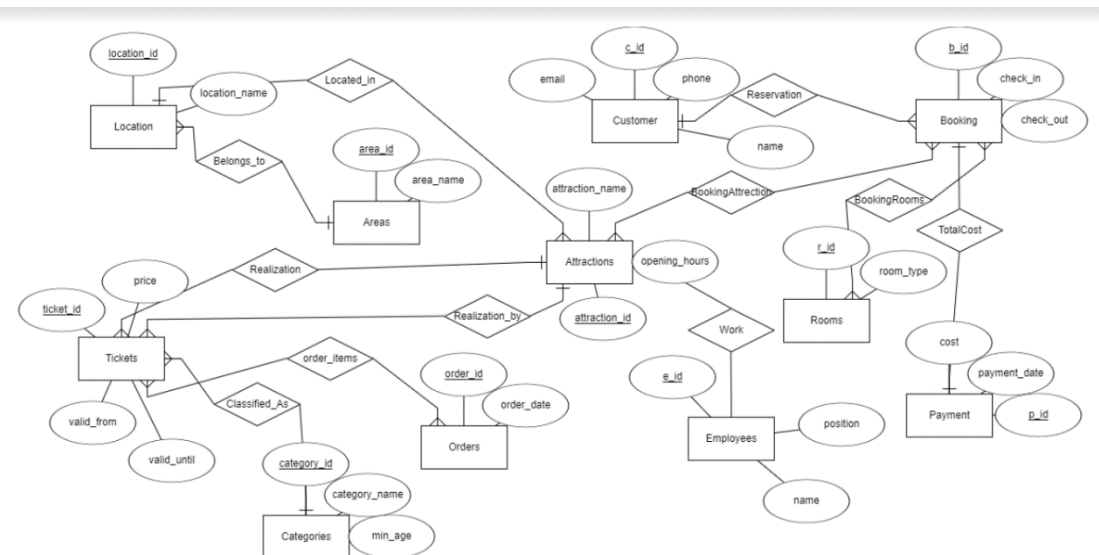 location_id
location_name
Location
Located_in
Belongs_to
area_id
area_name
Areas
email
c_id
phone
Customer
name
Reservation
b_id
check_in
check_out
Booking
attraction_name
BookingAttrection
BookingRooms
TotalCost
Attractions
opening_hours
attraction_id
Realization
Realization_by
r_id
room_type
Rooms
price
ticket_id
Tickets
valid_from
valid_until
order_items
Classified_As
order_id
order_date
Orders
Work
e_id
position
Employees
name
cost
payment_date
p_id
Payment
category_id
category_name
Categories
min_age